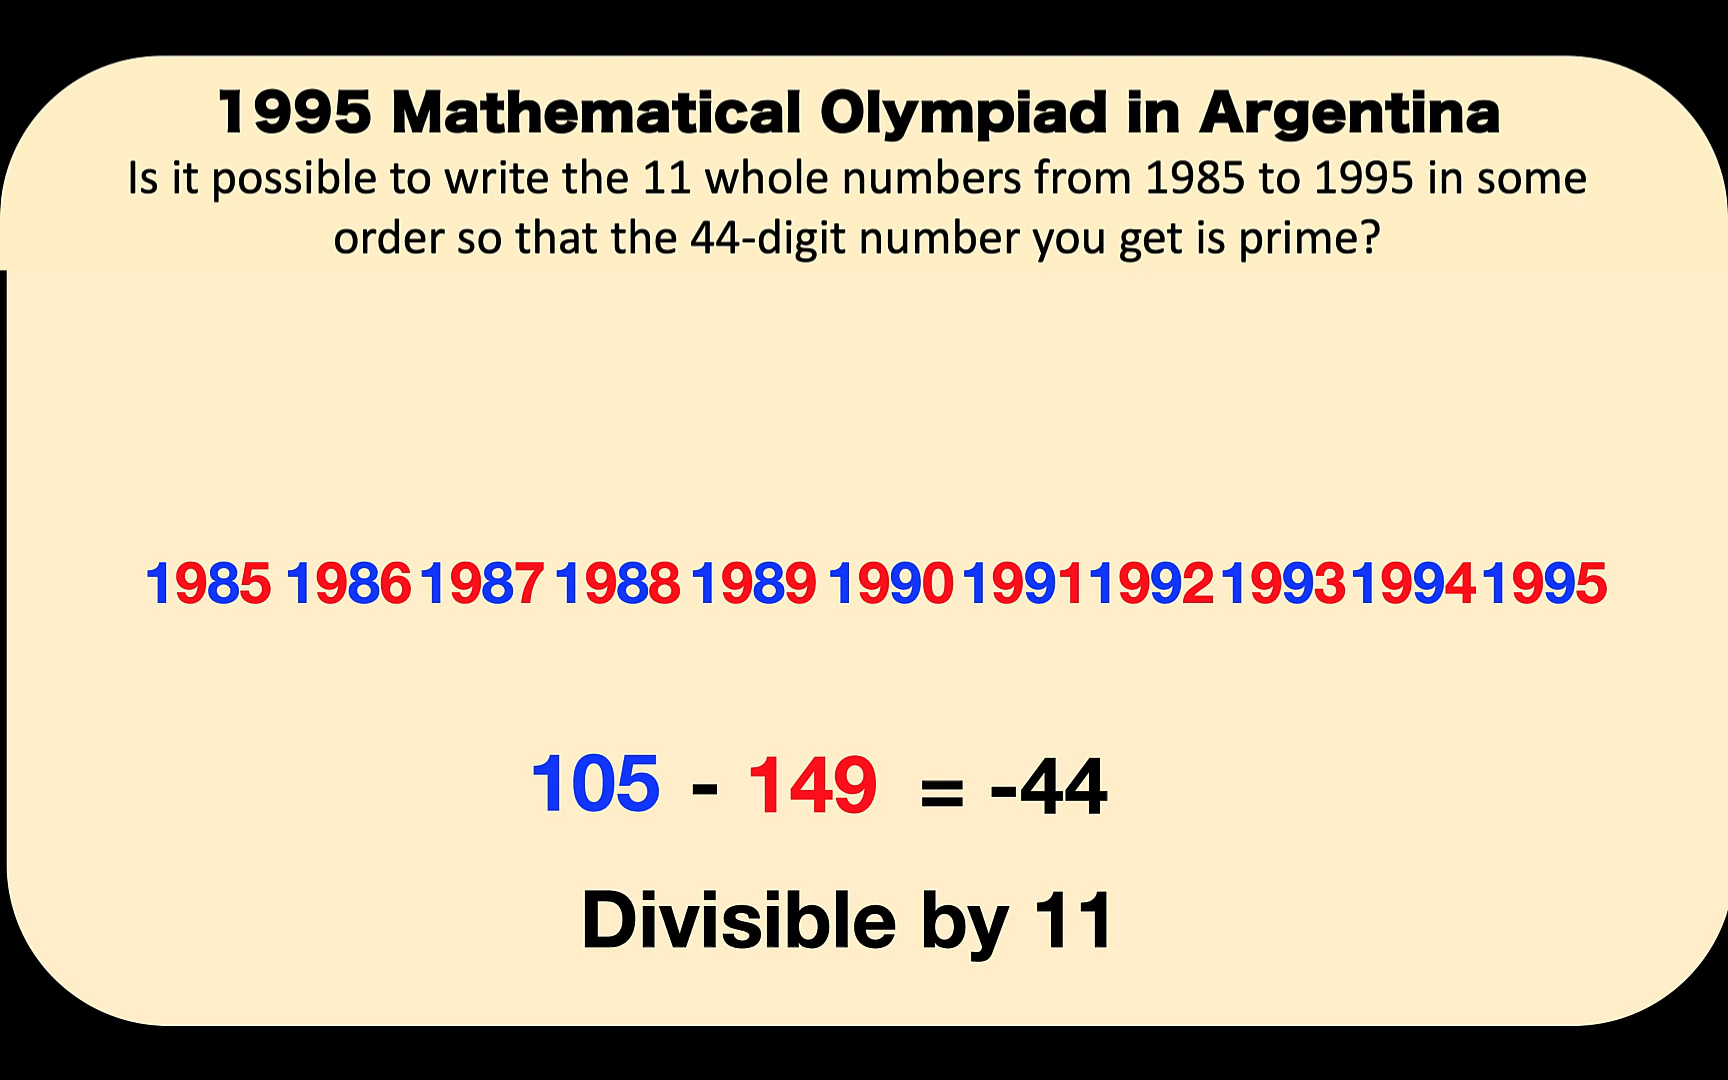 1995 Mathematical Olympiad in Argentina
Is it possible to write the 11 whole numbers from 1985 to 1995 in some
order so that the 44-digit number you get is prime?
1985 1986 1987 1988 1989 1990 1991 1992 1993 1994 1995
105 - 149 = -44
Divisible by 11